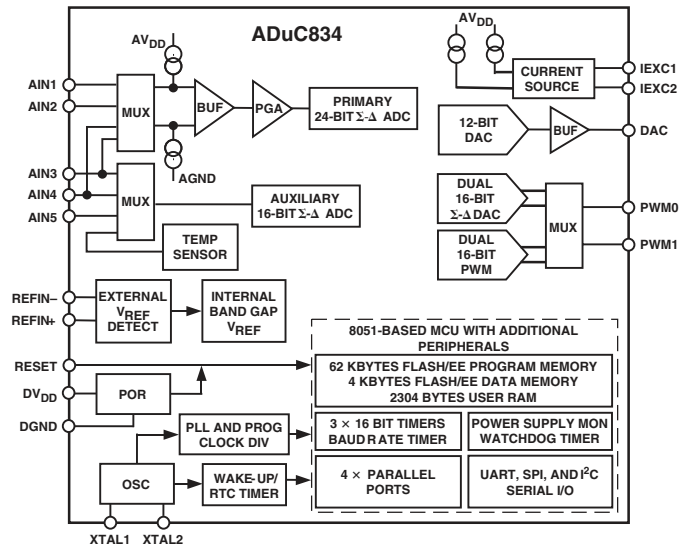 ADuC834
AVDD
AIN1
AIN2
AIN3
AIN4
AIN5
MUX
BUF
PGA
PRIMARY
24-BIT Σ-Δ ADC
AGND
MUX
AUXILIARY
16-BIT Σ-Δ ADC
TEMP
SENSOR
AVDD
CURRENT
SOURCE
IEXC1
IEXC2
12-BIT
DAC
BUF
DAC
DUAL
16-BIT
Σ-Δ DAC
DUAL
16-BIT
PWM
MUX
PWM0
PWM1
REFIN–
REFIN+
EXTERNAL
VREF
DETECT
INTERNAL
BAND GAP
VREF
RESET
DVDD
DGND
POR
8051-BASED MCU WITH ADDITIONAL
PERIPHERALS
62 KBYTES FLASH/EE PROGRAM MEMORY
4 KBYTES FLASH/EE DATA MEMORY
2304 BYTES USER RAM
PLL AND PROG
CLOCK DIV
3 × 16 BIT TIMERS
BAUD RATE TIMER
POWER SUPPLY MON
WATCHDOG TIMER
OSC
WAKE-UP/
RTC TIMER
4 × PARALLEL
PORTS
UART, SPI, AND I2C
SERIAL I/O
XTAL1
XTAL2